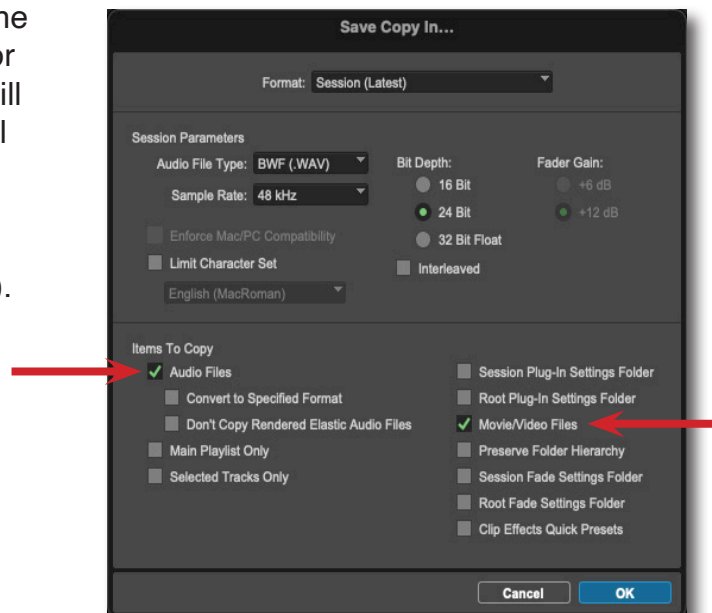 he
or
ill
l
).
Save Copy In...
Format: Session (Latest)
Session Parameters
Audio File Type: BWF (.WAV)
Sample Rate: 48 kHz
Enforce Mac/PC Compatibility
Limit Character Set
English (MacRoman)
Bit Depth:
16 Bit
24 Bit
32 Bit Float
Interleaved
Fader Gain:
+6 dB
+12 dB
Items To Copy
Audio Files
Convert to Specified Format
Don't Copy Rendered Elastic Audio Files
Main Playlist Only
Selected Tracks Only
Session Plug-In Settings Folder
Root Plug-In Settings Folder
Movie/Video Files
Preserve Folder Hierarchy
Session Fade Settings Folder
Root Fade Settings Folder
Clip Effects Quick Presets
Cancel
OK